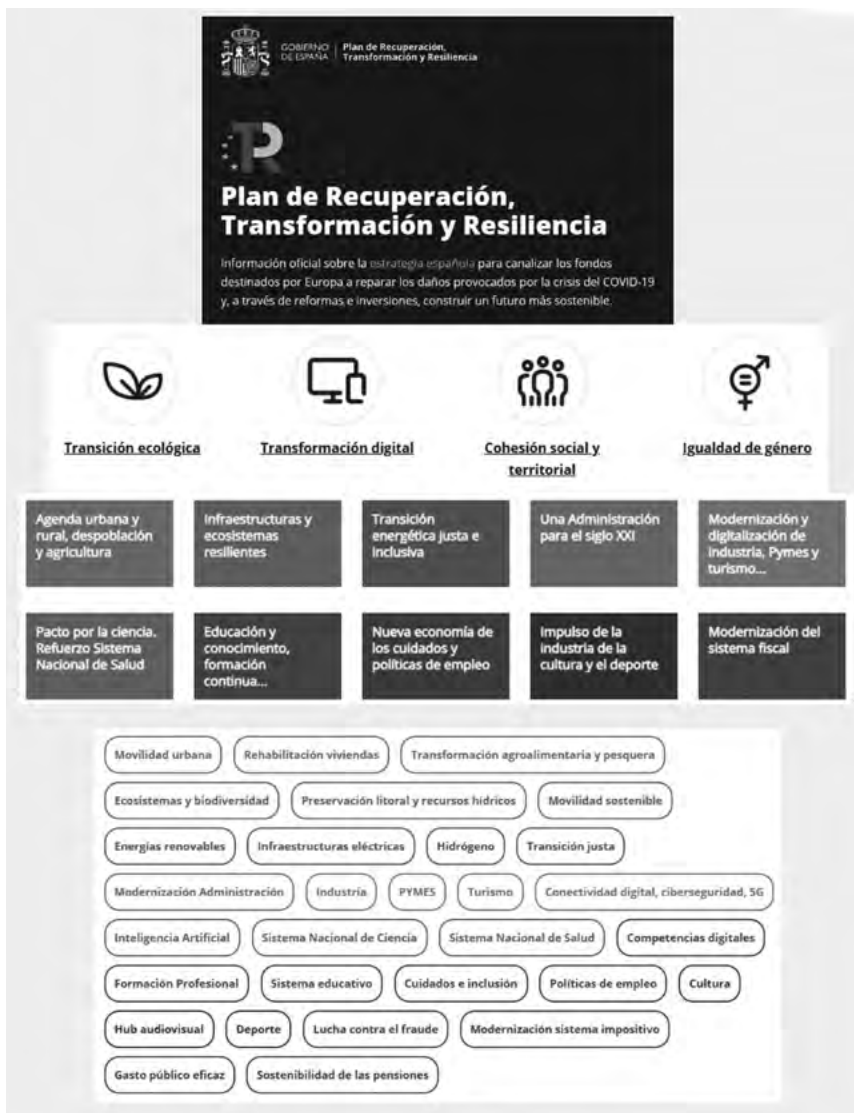 GOBIERNO
DE ESPAÑA
Plan de Recuperación,
Transformación y Resiliencia
TR
Plan de Recuperación,
Transformación y Resiliencia
Información oficial sobre la estrategia española para canalizar los fondos
destinados por Europa a reparar los daños provocados por la crisis del COVID-19
y, a través de reformas e inversiones, construir un futuro más sostenible.
Transición ecológica
Transformación digital
Cohesión social y
territorial
Igualdad de género
Agenda urbana y
rural, despoblación
y agricultura
Infraestructuras y
ecosistemas
resilientes
Transición
energética justa e
inclusiva
Una Administración
para el siglo XXI
Modernización y
digitalización de
industria, Pymes y
turismo...
Pacto por la ciencia.
Refuerzo Sistema
Nacional de Salud
Educación y
conocimiento,
formación
continua...
Nueva economía de
los cuidados y
políticas de empleo
Impulso de la
industria de la
cultura y el deporte
Modernización del
sistema fiscal
Movilidad urbana
Rehabilitación viviendas
Transformación agroalimentaria y pesquera
Ecosistemas y biodiversidad
Preservación litoral y recursos hídricos
Movilidad sostenible
Energías renovables
Infraestructuras eléctricas
Hidrógeno
Transición justa
Modernización Administración
Industria
PYMES
Turismo
Conectividad digital, ciberseguridad, 5G
Inteligencia Artificial
Sistema Nacional de Ciencia
Sistema Nacional de Salud
Competencias digitales
Formación Profesional
Sistema educativo
Cuidados e inclusión
Políticas de empleo
Cultura
Hub audiovisual
Deporte
Lucha contra el fraude
Modernización sistema impositivo
Gasto público eficaz
Sostenibilidad de las pensiones